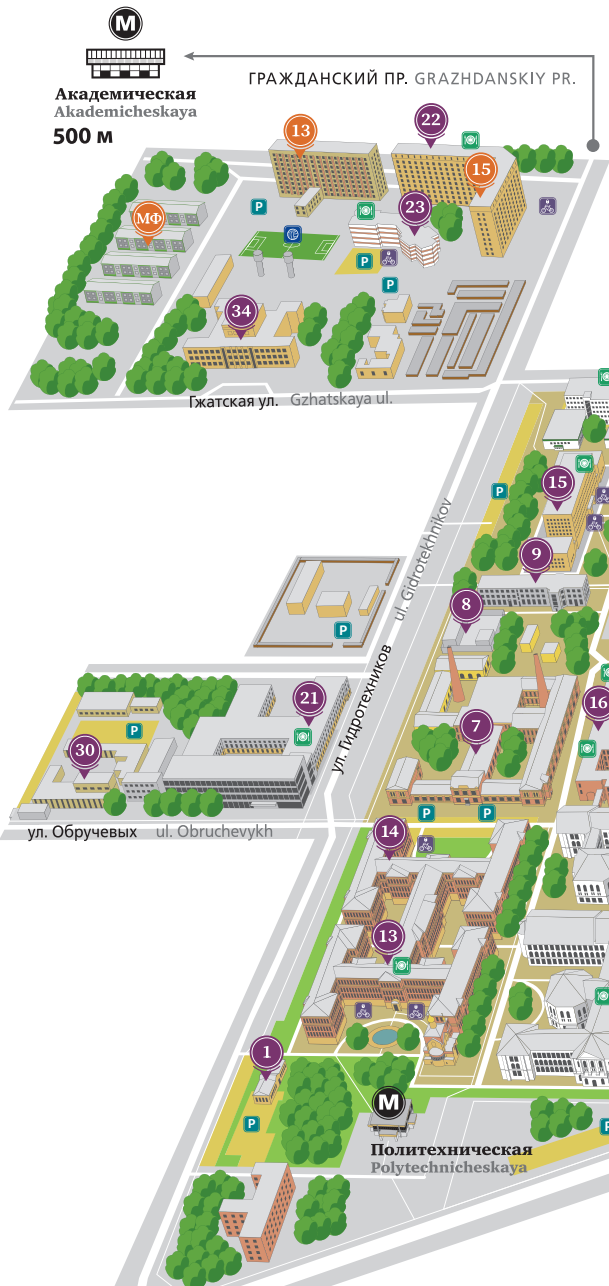 М
Академическая
Akademicheskaya
500 м
ГРАЖДАНСКИЙ ПР. GRAZHDANSKIY PR.
22
13
15
P
23
МФ
P
P
34
Гжатская ул. Gzhatskaya ul.
15
P
9
ul. Gidrotekhnikov
8
P
ул. Гидротехников
21
16
7
P
30
P
P
ул. Обручевых ul. Obruchevykh
14
13
1
М
P
P
Политехническая
Polytechnicheskaya